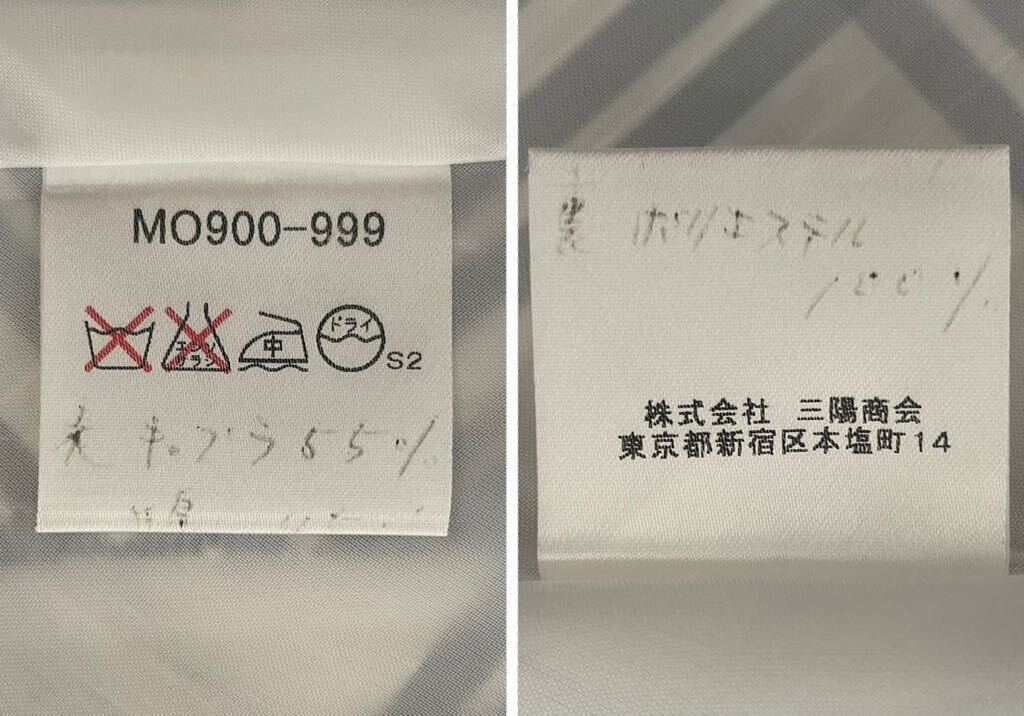 MO900-999
中
ドライ
S2
表 キュプラ55%
裏 ポリエステル
100%
株式会社 三陽商会
東京都新宿区本塩町14